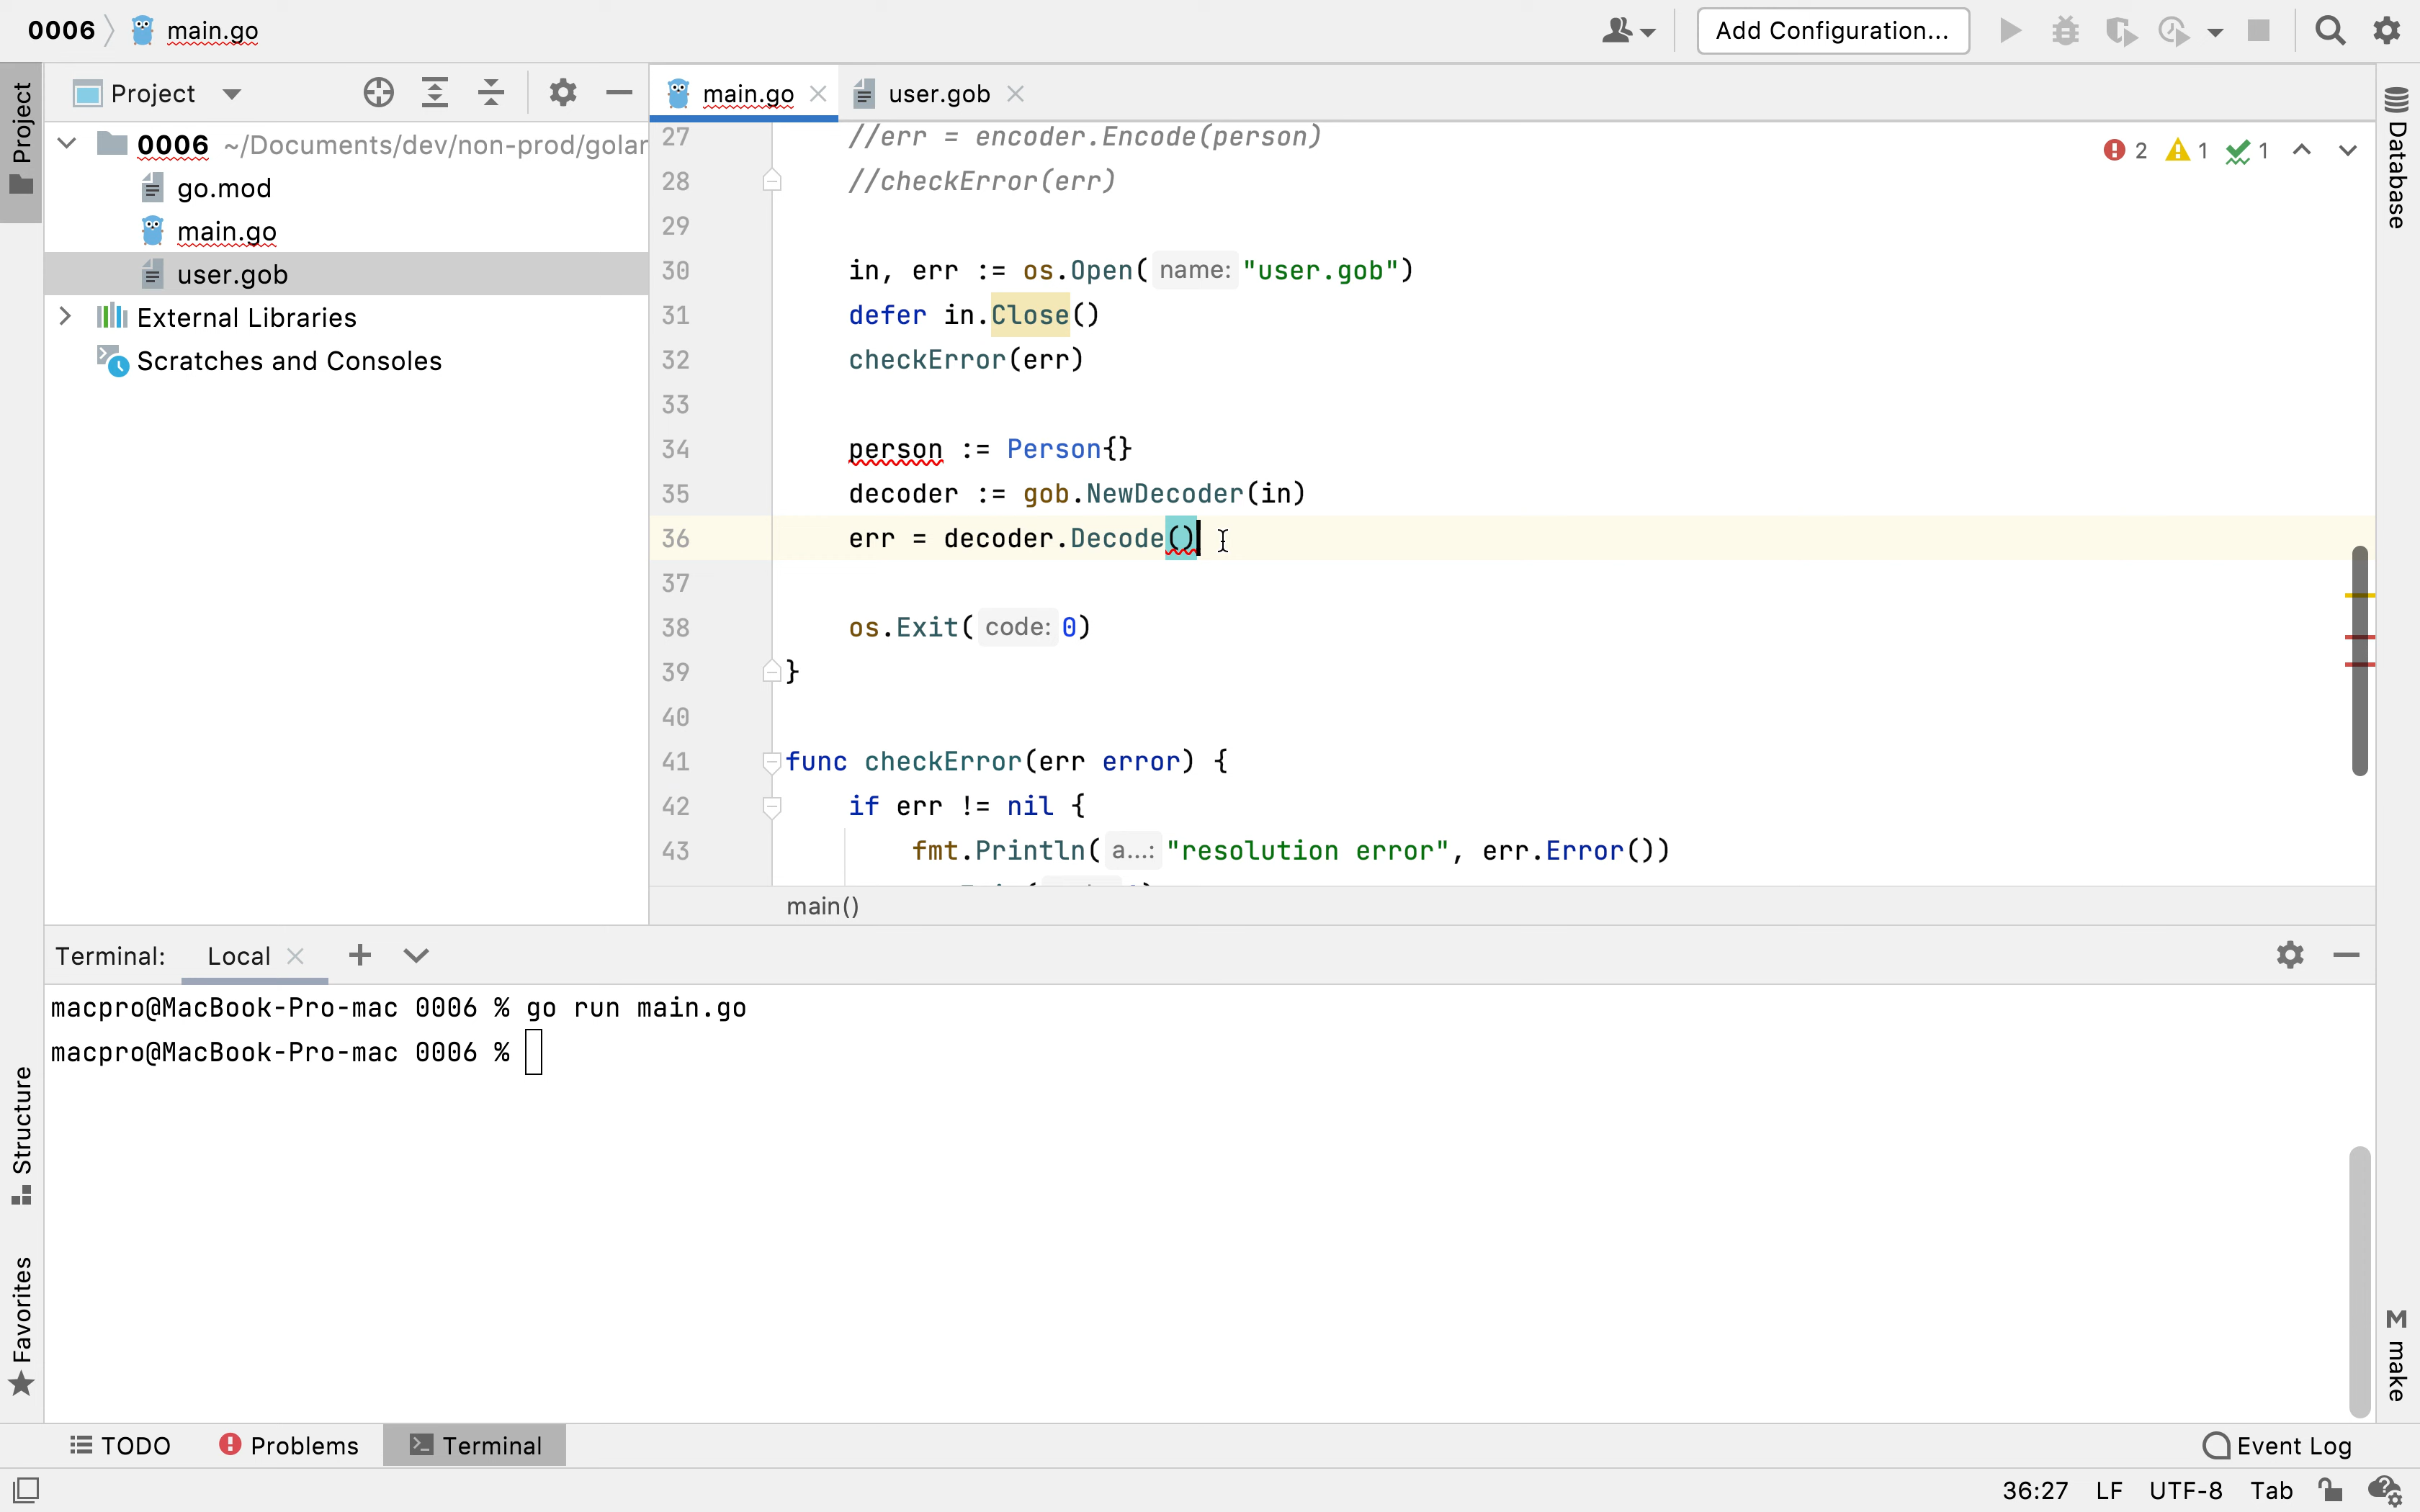 0006 main.go
Add Configuration...
Project
Project
main.go
user.gob
0006 ~/Documents/dev/non-prod/golan
go.mod
main.go
user.gob
External Libraries
Scratches and Consoles
2 1 1
27 //err = encoder.Encode(person)
28 //checkError(err)
29
30 in, err := os.Open( name: "user.gob")
31 defer in.Close()
32 checkError(err)
33
34 person := Person{}
35 decoder := gob.NewDecoder(in)
36 err = decoder.Decode()
37
38 os.Exit( code: 0)
39 }
40
41 func checkError(err error) {
42 if err != nil {
43 fmt.Println( a...: "resolution error", err.Error())
main()
Database
make
Structure
Favorites
Terminal: Local
macpro@MacBook-Pro-mac 0006 % go run main.go
macpro@MacBook-Pro-mac 0006 %
TODO Problems Terminal Event Log
36:27 LF UTF-8 Tab